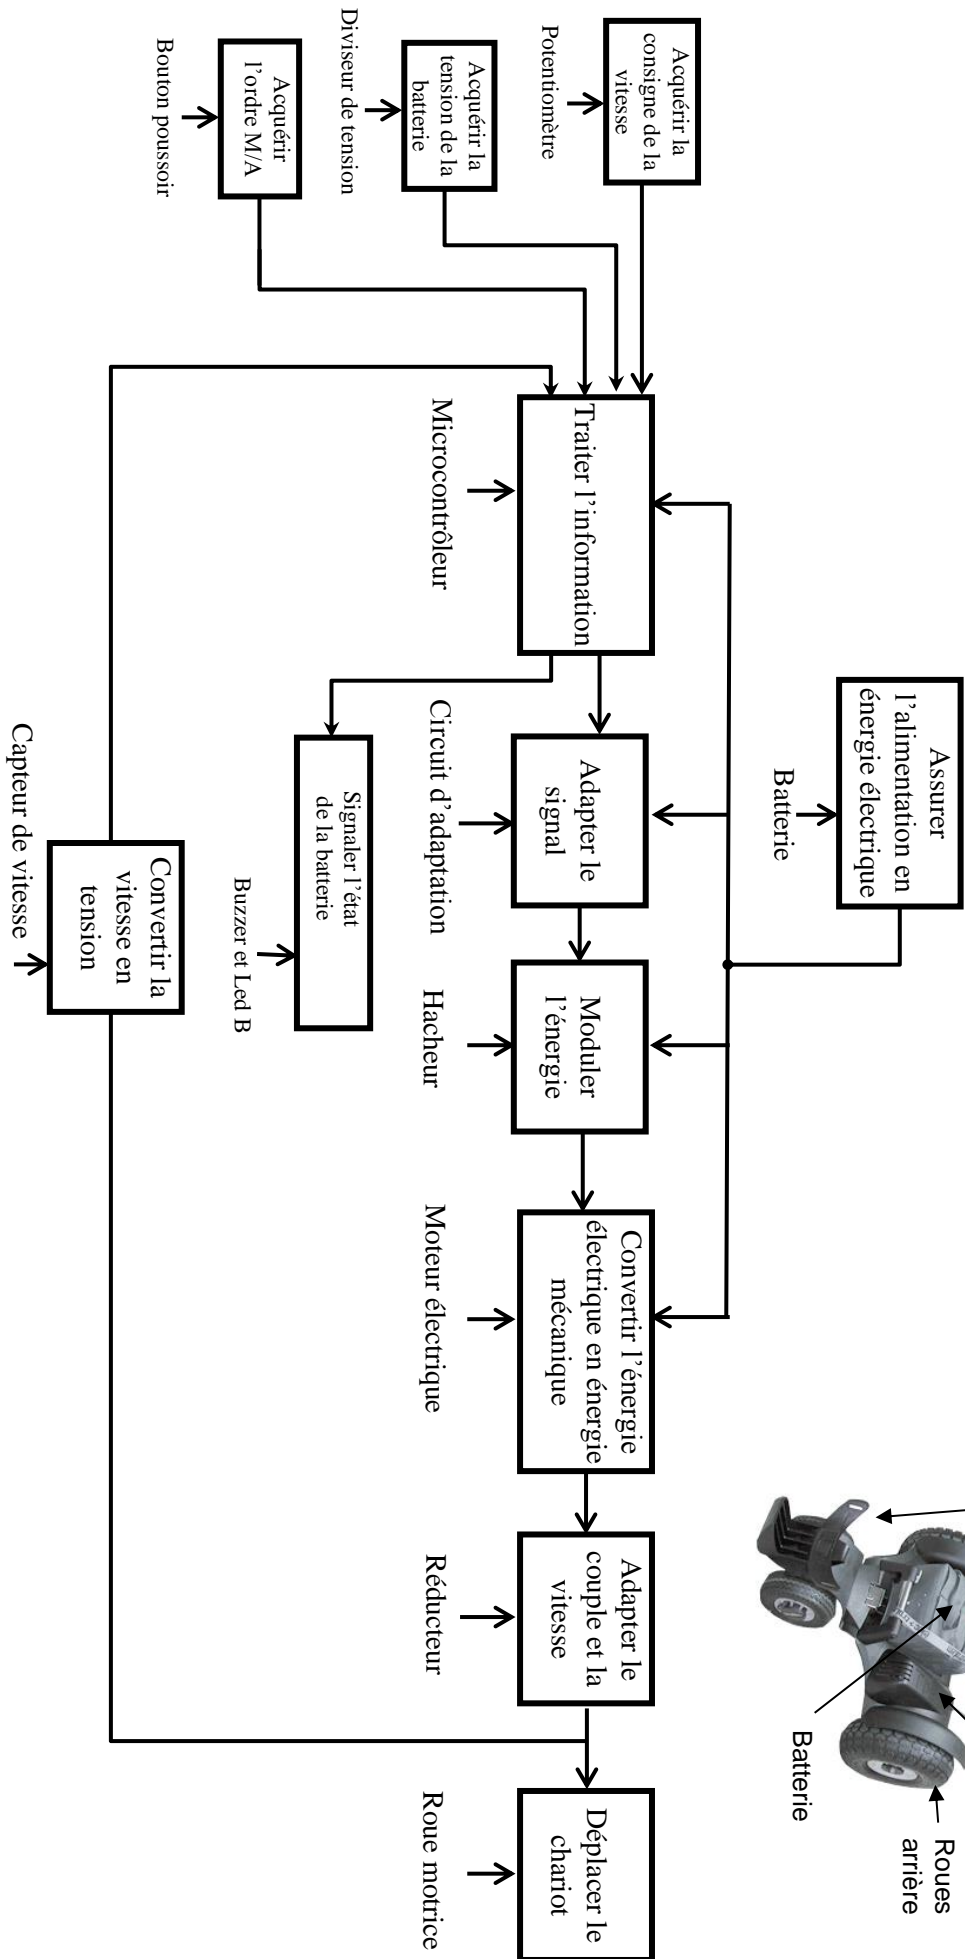 Assurer
l'alimentation en
énergie électrique
Batterie
Batterie
Roues
arrière
Acquérir la
consigne de la
vitesse
Potentiomètre
Acquérir la
tension de la
batterie
Diviseur de tension
Acquérir
l'ordre M/A
Bouton poussoir
Traiter l'information
Microcontrôleur
Adapter le
signal
Circuit d'adaptation
Moduler
l'énergie
Hacheur
Convertir l'énergie
électrique en énergie
mécanique
Moteur électrique
Adapter le
couple et la
vitesse
Réducteur
Déplacer le
chariot
Roue motrice
Signaler l'état
de la batterie
Buzzer et Led B
Convertir la
vitesse en
tension
Capteur de vitesse